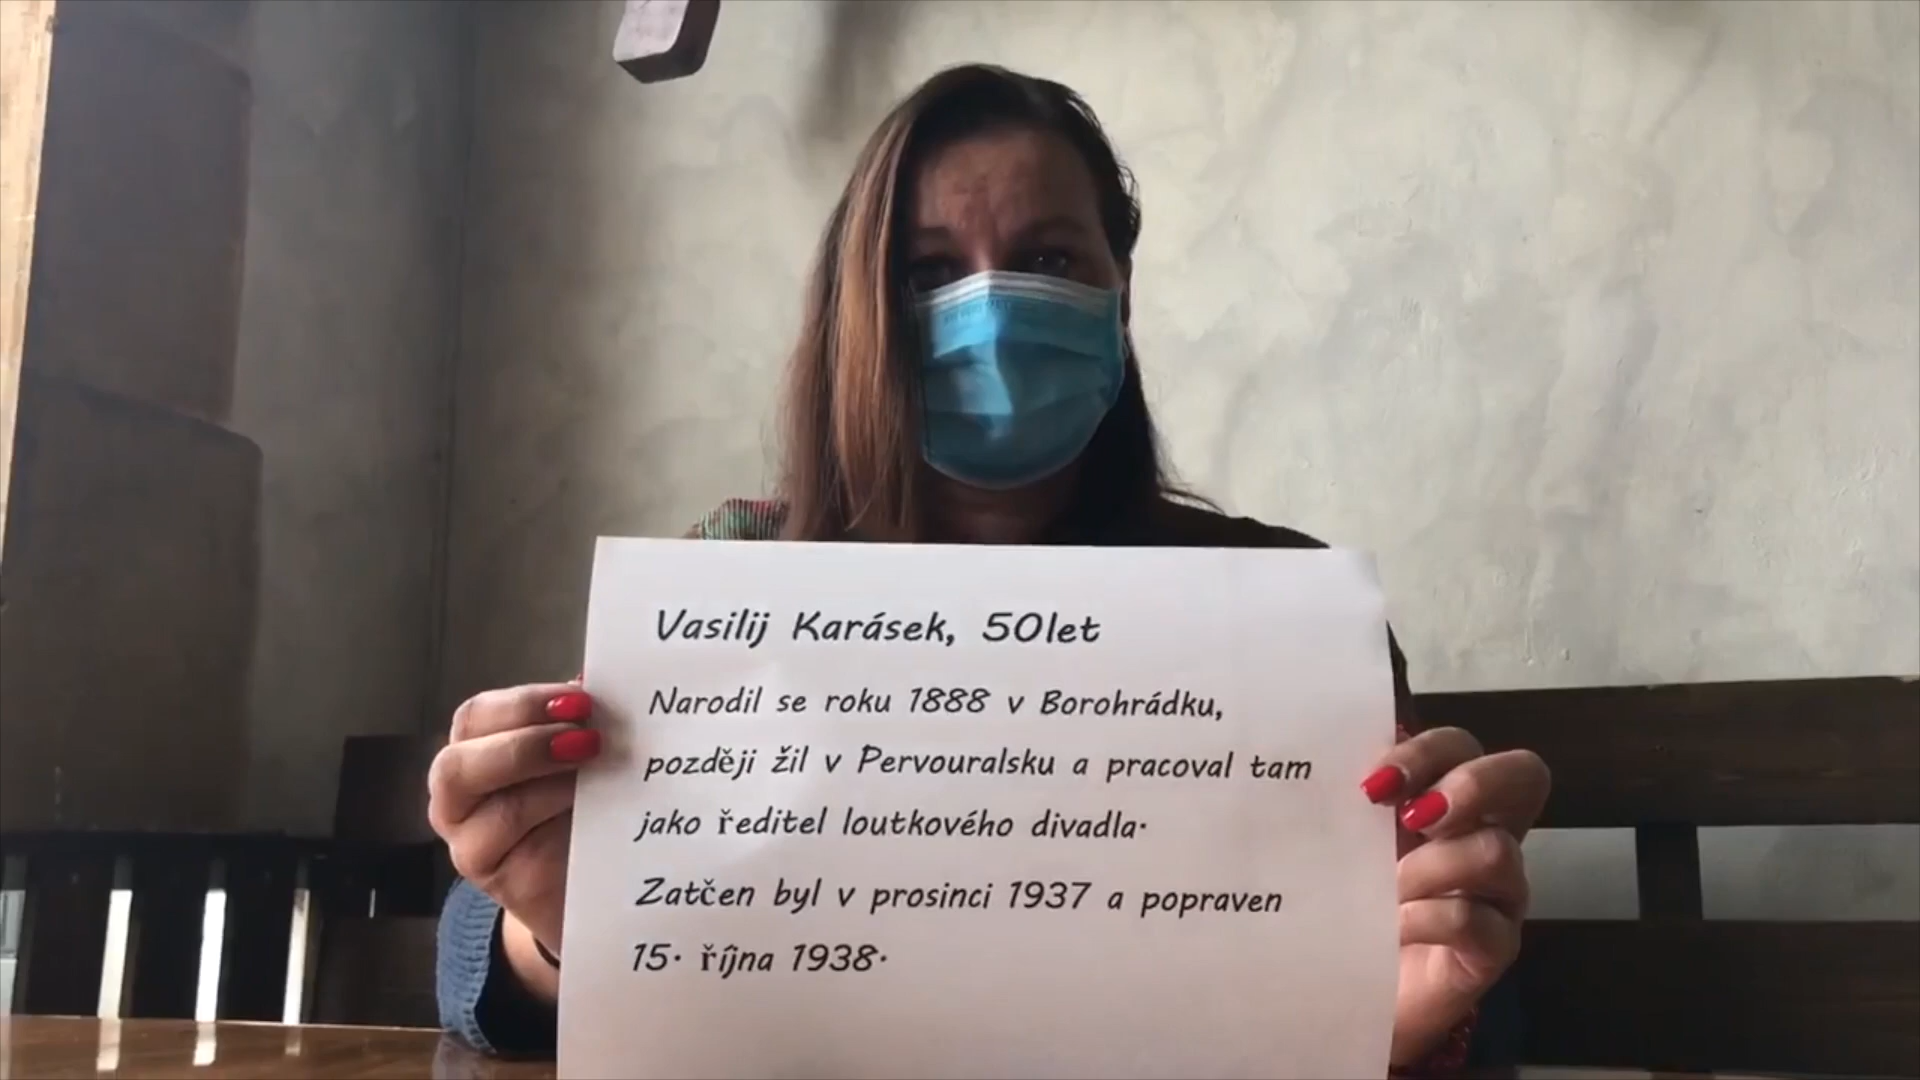 Vasilij Karásek, 50let
Narodil se roku 1888 v Borohrádku,
později žil v Pervouralsku a pracoval tam
jako ředitel loutkového divadla.
Zatčen byl v prosinci 1937 a popraven
15. října 1938.